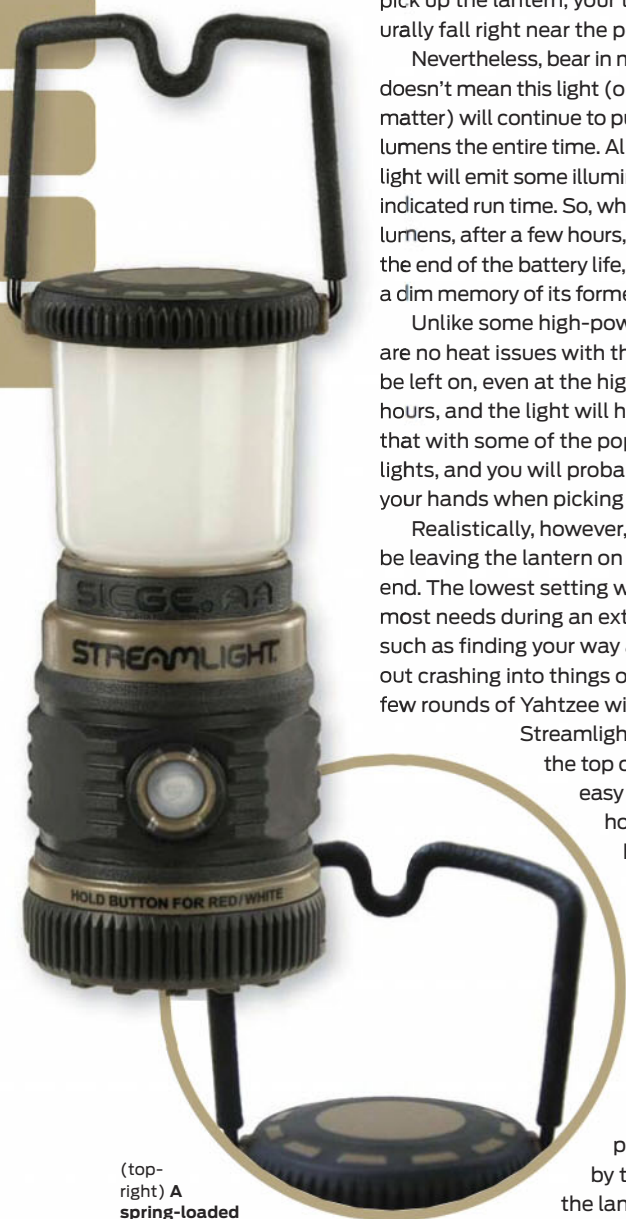 pick up the lantern, your t
urally fall right near the p
Nevertheless, bear in m
doesn't mean this light (o
matter) will continue to pu
lumens the entire time. Al
light will emit some illumi
indicated run time. So, wh
lumens, after a few hours,
the end of the battery life,
a dim memory of its forme
Unlike some high-pow
are no heat issues with th
be left on, even at the hig
hours, and the light will h
that with some of the pop
lights, and you will proba
your hands when picking
Realistically, however,
be leaving the lantern on
end. The lowest setting w
most needs during an ext
such as finding your way a
out crashing into things o
few rounds of Yahtzee wi
Streamligh
the top o
easy
ho
p
by t
the lan
SIEGE. AA
STREAMLIGHT
HOLD BUTTON FOR RED/WHITE
(top-
right) A
spring-loaded